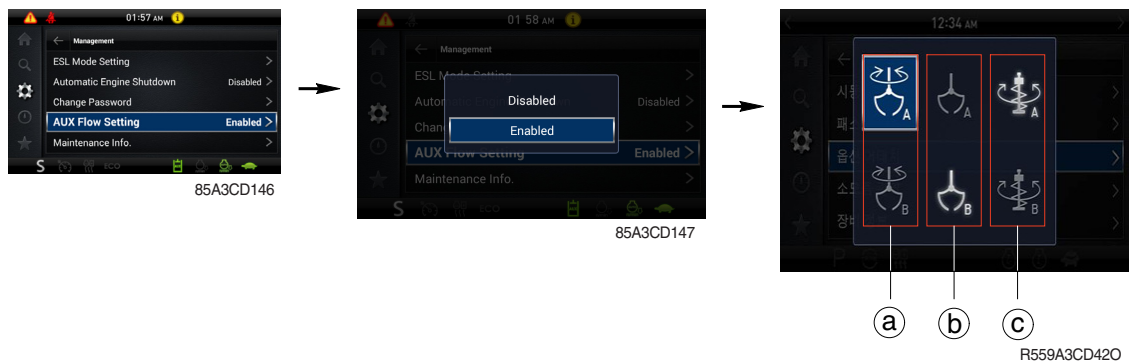 01:57 AM
Management
ESL Mode Setting
Automatic Engine Shutdown Disabled
Change Password
AUX Flow Setting Enabled
Maintenance Info.
S ECO
85A3CD146
01 58 AM
Management
ESL Mode Setting
Disabled
Disabled
Enabled
AUX Flow Setting Enabled
Maintenance Info.
S ECO
85A3CD147
12:34 AM
A A A
B B B
P
a b c
R559A3CD42O